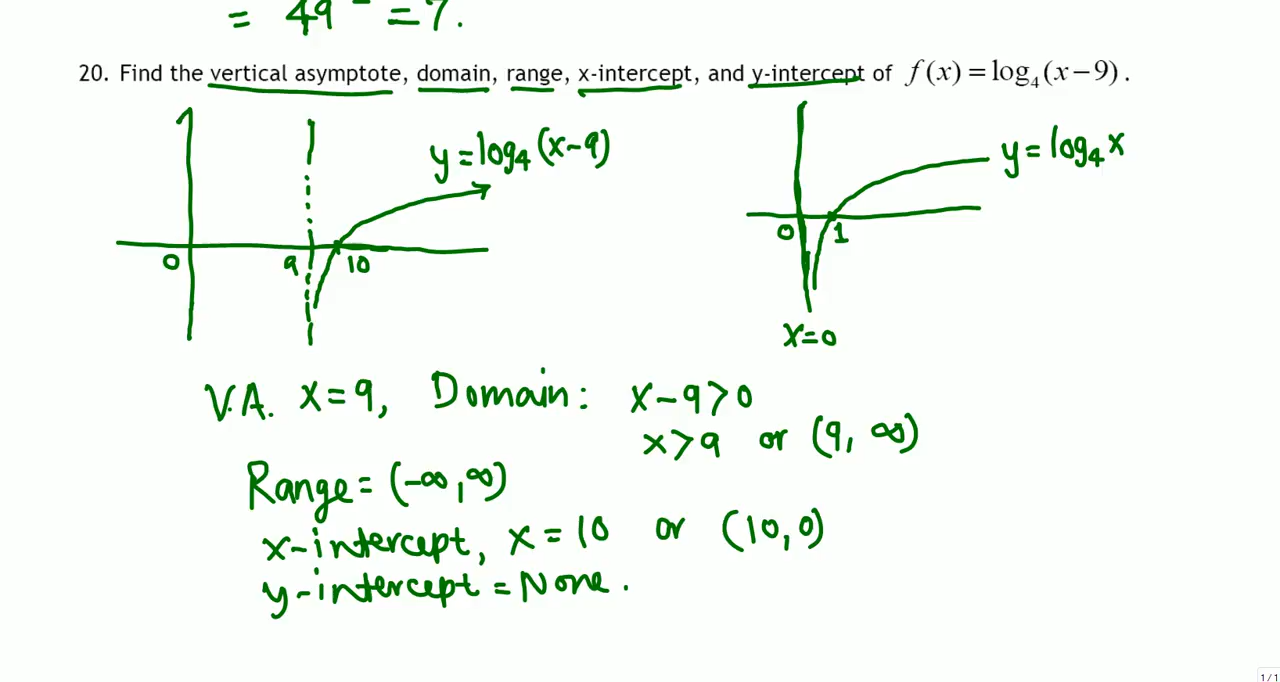 = 49 = 7.
20. Find the vertical asymptote, domain, range, x-intercept, and y-intercept of f(x) = log₄(x − 9).
y = log₄(x−9)
y = log₄x
0 9 10
0 1
x=0
V.A. x=9, Domain: x−9>0
x>9 or (9, ∞)
Range = (-∞, ∞)
x-intercept, x = 10 or (10, 0)
y-intercept = None.
1/1